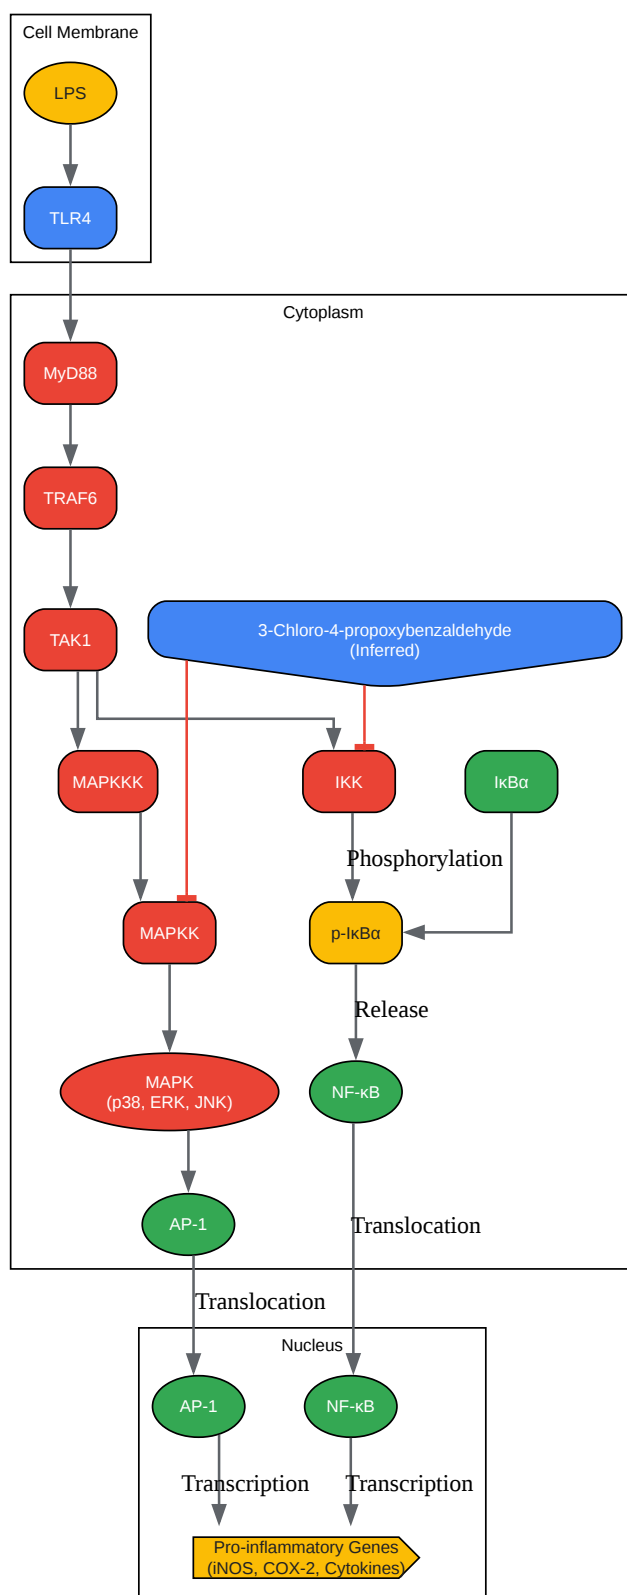 Cell Membrane
LPS
TLR4
Cytoplasm
MyD88
TRAF6
TAK1
3-Chloro-4-propoxybenzaldehyde
(Inferred)
MAPKKK
IKK
IκBα
Phosphorylation
MAPKK
p-IκBα
Release
MAPK
(p38, ERK, JNK)
NF-κB
AP-1
Translocation
Translocation
Nucleus
AP-1
NF-κB
Transcription
Transcription
Pro-inflammatory Genes
(iNOS, COX-2, Cytokines)